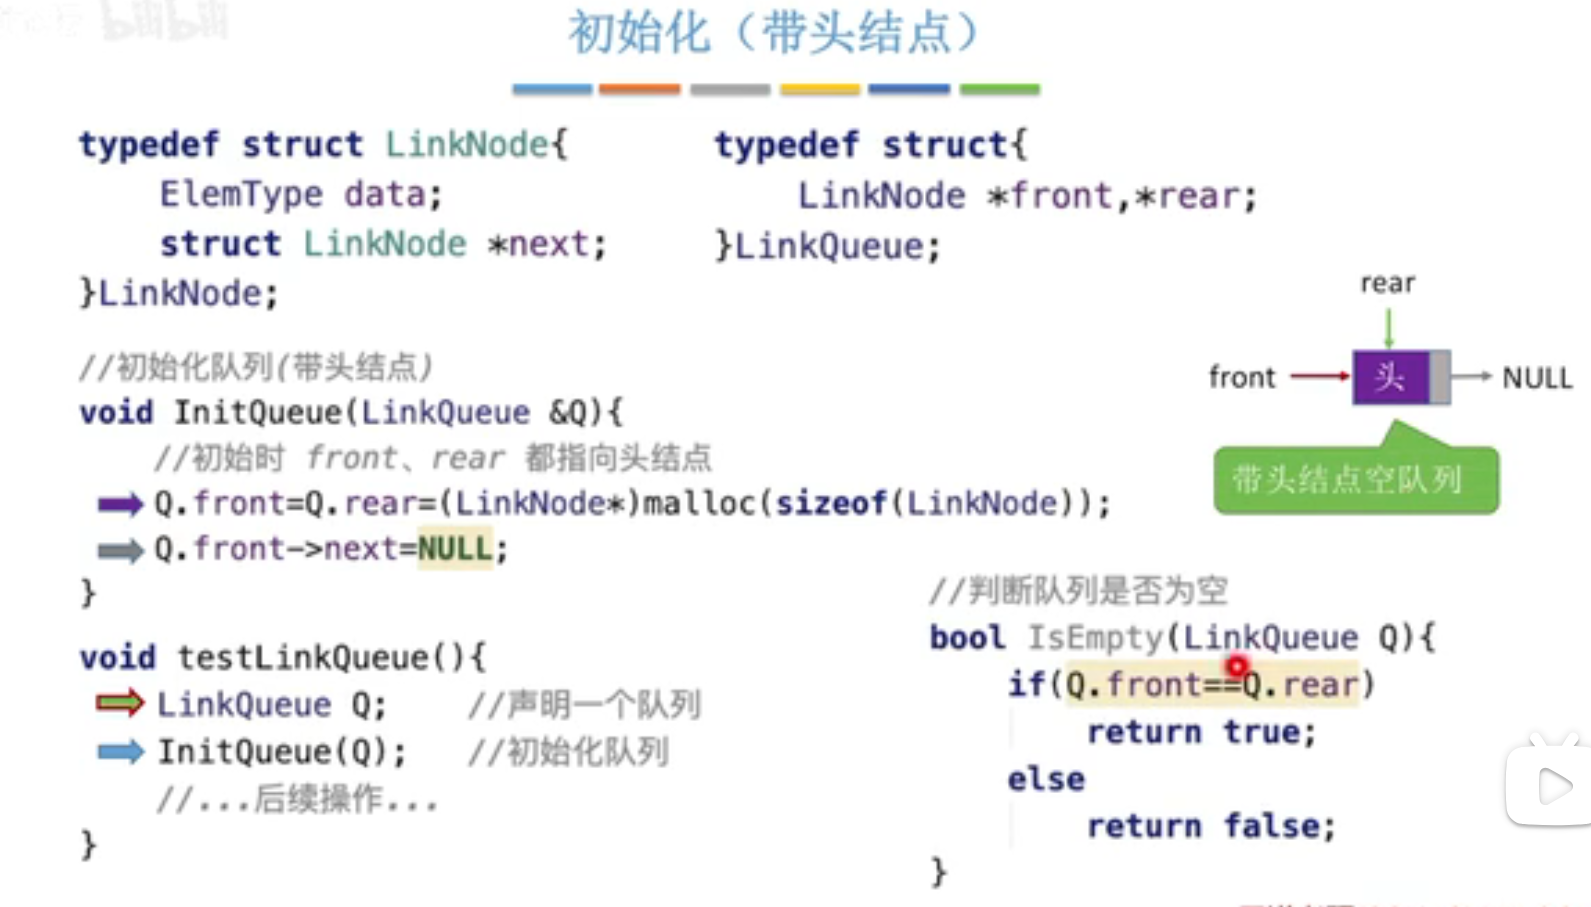 初始化（带头结点）
typedef struct LinkNode{
ElemType data;
struct LinkNode *next;
}LinkNode;
typedef struct{
LinkNode *front,*rear;
}LinkQueue;
rear
front
头
NULL
带头结点空队列
//初始化队列(带头结点)
void InitQueue(LinkQueue &Q){
//初始时 front、rear 都指向头结点
Q.front=Q.rear=(LinkNode*)malloc(sizeof(LinkNode));
Q.front->next=NULL;
}
void testLinkQueue(){
LinkQueue Q; //声明一个队列
InitQueue(Q); //初始化队列
//...后续操作...
}
//判断队列是否为空
bool IsEmpty(LinkQueue Q){
if(Q.front==Q.rear)
return true;
else
return false;
}
bilibili